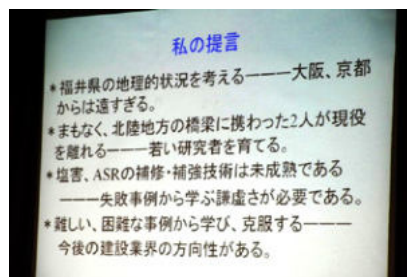 私の提言
*福井県の地理的状況を考える———大阪、京都
からは遠すぎる。
*まもなく、北陸地方の橋梁に携わった2人が現役
を離れる———若い研究者を育てる。
*塩害、ASRの補修・補強技術は未成熟である
———失敗事例から学ぶ謙虚さが必要である。
*難しい、困難な事例から学び、克服する———
今後の建設業界の方向性がある。